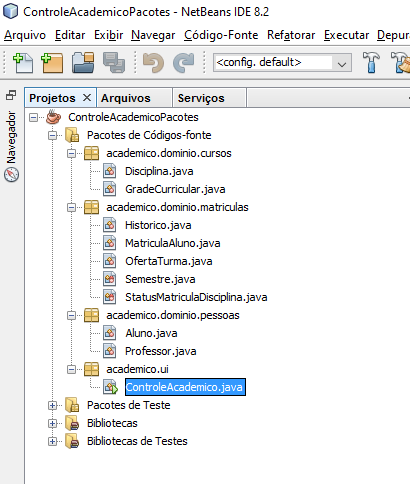 ControleAcademicoPacotes - NetBeans IDE 8.2
Arquivo Editar Exibir Navegar Código-Fonte Refatorar Executar Depu
<config. default>
Projetos Arquivos Serviços
Navegador
ControleAcademicoPacotes
Pacotes de Códigos-fonte
academico.dominio.cursos
Disciplina.java
GradeCurricular.java
academico.dominio.matriculas
Historico.java
MatriculaAluno.java
OfertaTurma.java
Semestre.java
StatusMatriculaDisciplina.java
academico.dominio.pessoas
Aluno.java
Professor.java
academico.ui
ControleAcademico.java
Pacotes de Teste
Bibliotecas
Bibliotecas de Testes